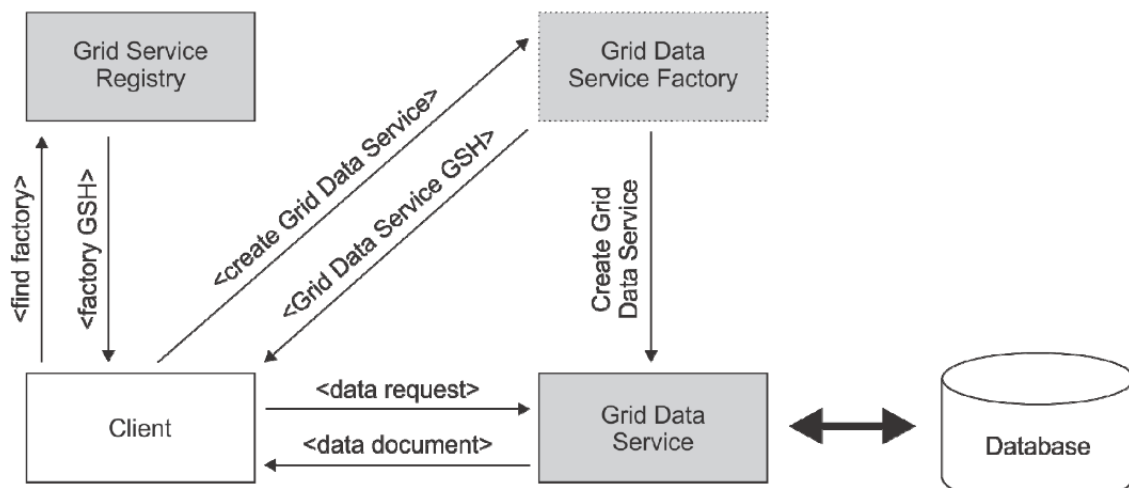 Grid Service
Registry
Grid Data
Service Factory
<find factory>
<factory GSH>
<create Grid Data Service>
<Grid Data Service GSH>
Create Grid
Data Service
Client
<data request>
<data document>
Grid Data
Service
Database